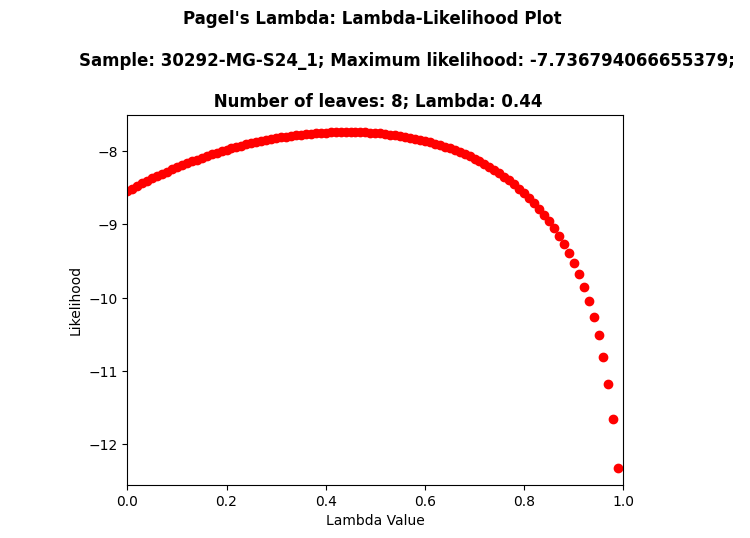 Pagel's Lambda: Lambda-Likelihood Plot
Sample: 30292-MG-S24_1; Maximum likelihood: -7.736794066655379;
Number of leaves: 8; Lambda: 0.44
−8
−9
−10
−11
−12
Likelihood
0.0 0.2 0.4 0.6 0.8 1.0
Lambda Value